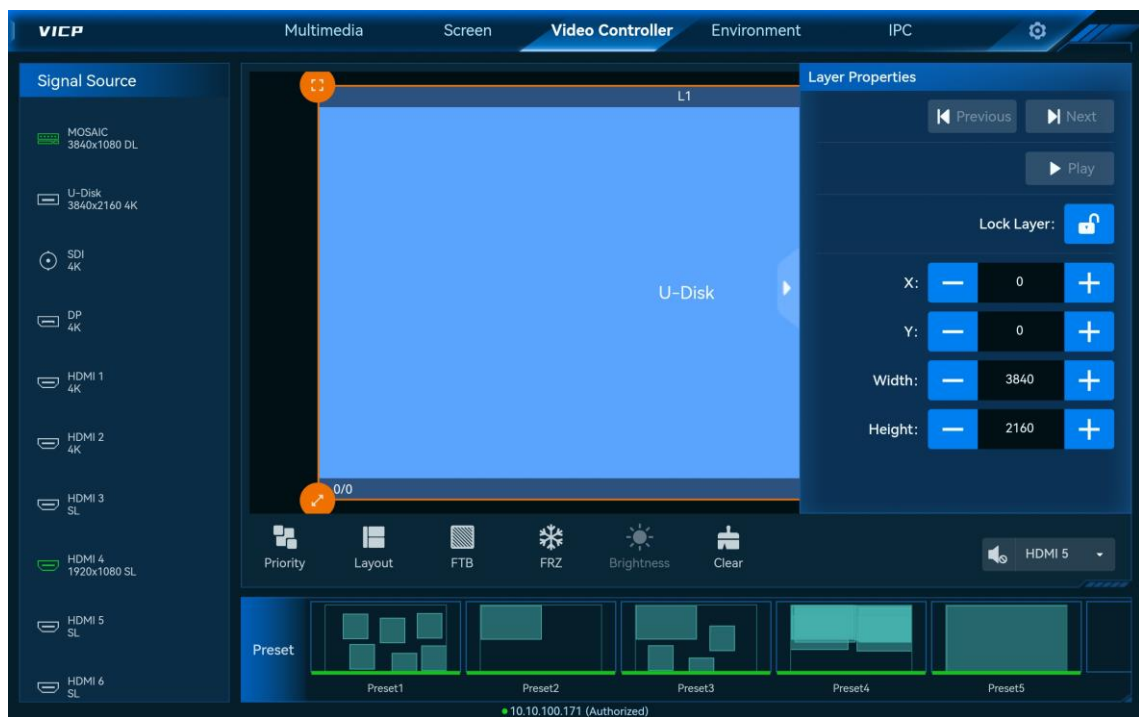 VICP
Multimedia
Screen
Video Controller
Environment
IPC
Signal Source
MOSAIC
3840x1080 DL
U-Disk
3840x2160 4K
SDI
4K
DP
4K
HDMI 1
4K
HDMI 2
4K
HDMI 3
SL
HDMI 4
1920x1080 SL
HDMI 5
SL
HDMI 6
SL
L1
U-Disk
0/0
Layer Properties
Previous
Next
Play
Lock Layer:
X:
0
Y:
0
Width:
3840
Height:
2160
Priority
Layout
FTB
FRZ
Brightness
Clear
HDMI 5
Preset
Preset1
Preset2
Preset3
Preset4
Preset5
10.10.100.171 (Authorized)